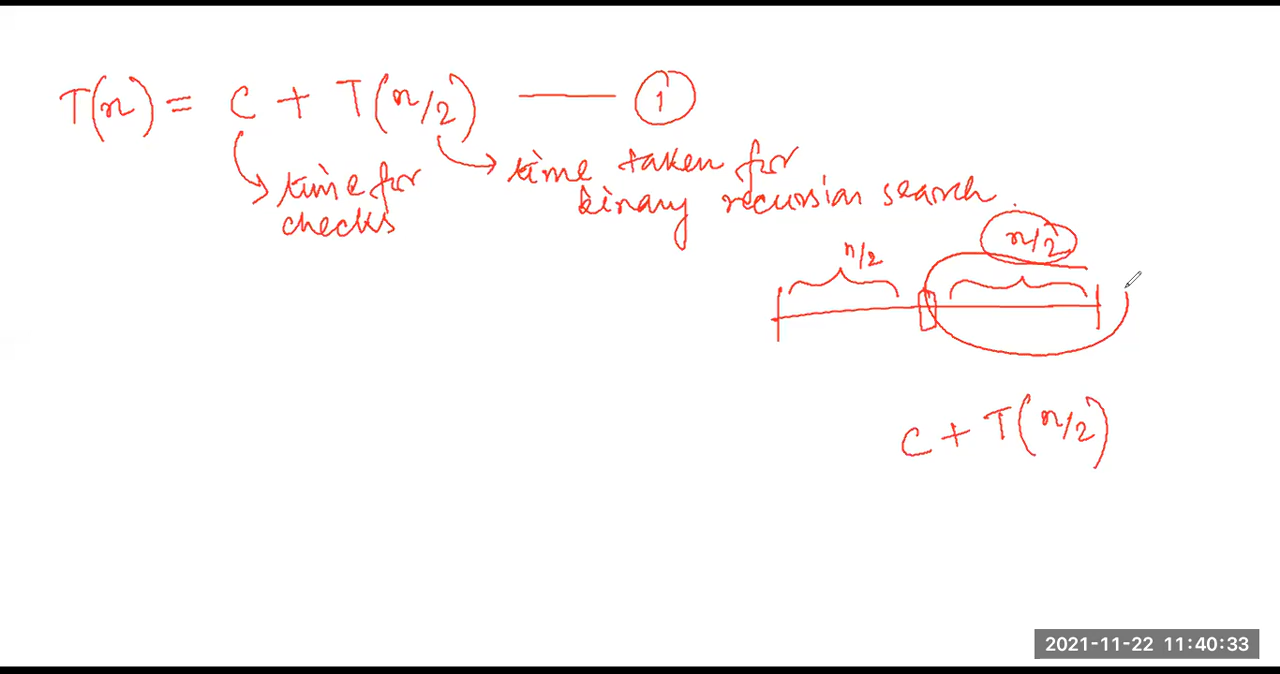 T(n) = C + T(n/2) —— 1
time for
checks
time taken for
binary recursion search.
n/2
n/2
C + T(n/2)
2021-11-22 11:40:33